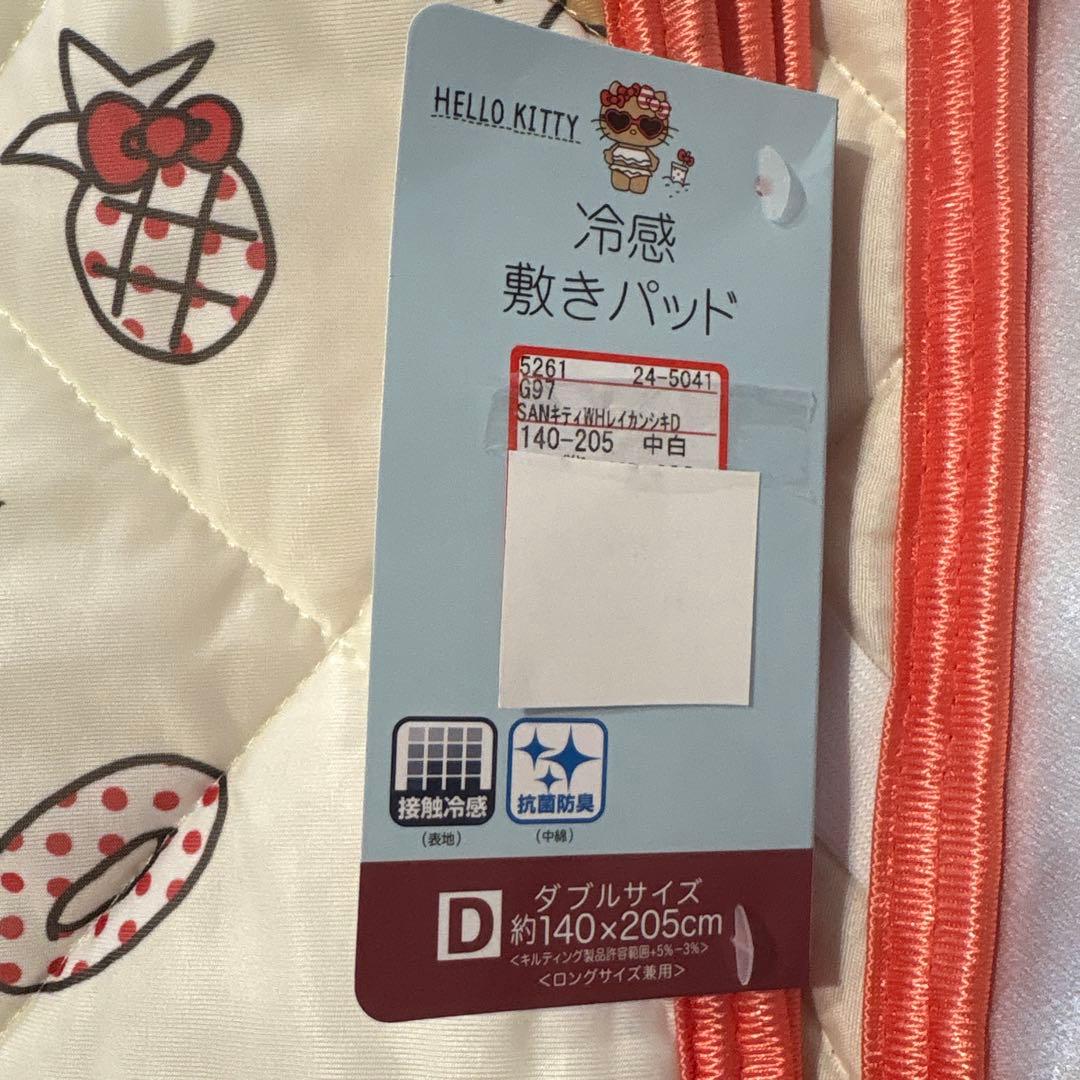 HELLO KITTY
冷感
敷きパッド
5261 24-5041
G97
SANキティWHレイカンシキD
140-205 中白
接触冷感
(表地)
抗菌防臭
(中綿)
D
ダブルサイズ
約140×205cm
<キルティング製品許容範囲+5%-3%>
<ロングサイズ兼用>